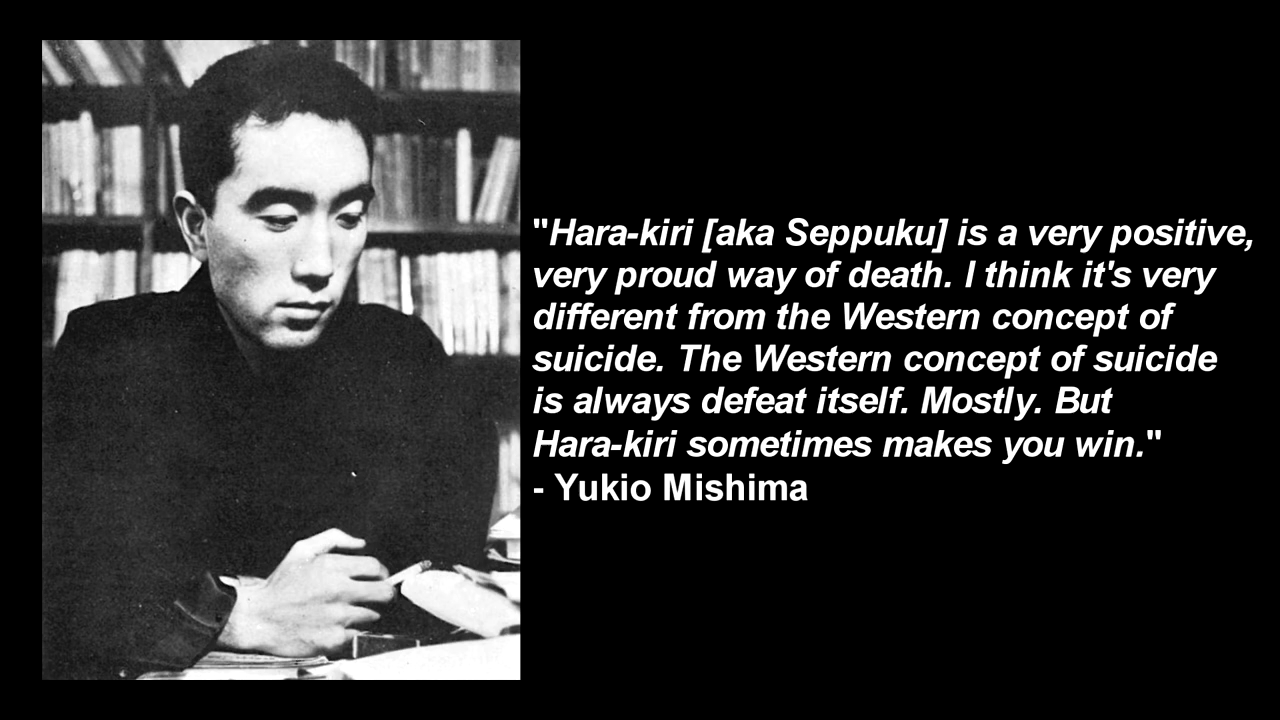 "Hara-kiri [aka Seppuku] is a very positive,
very proud way of death. I think it's very
different from the Western concept of
suicide. The Western concept of suicide
is always defeat itself. Mostly. But
Hara-kiri sometimes makes you win."
- Yukio Mishima